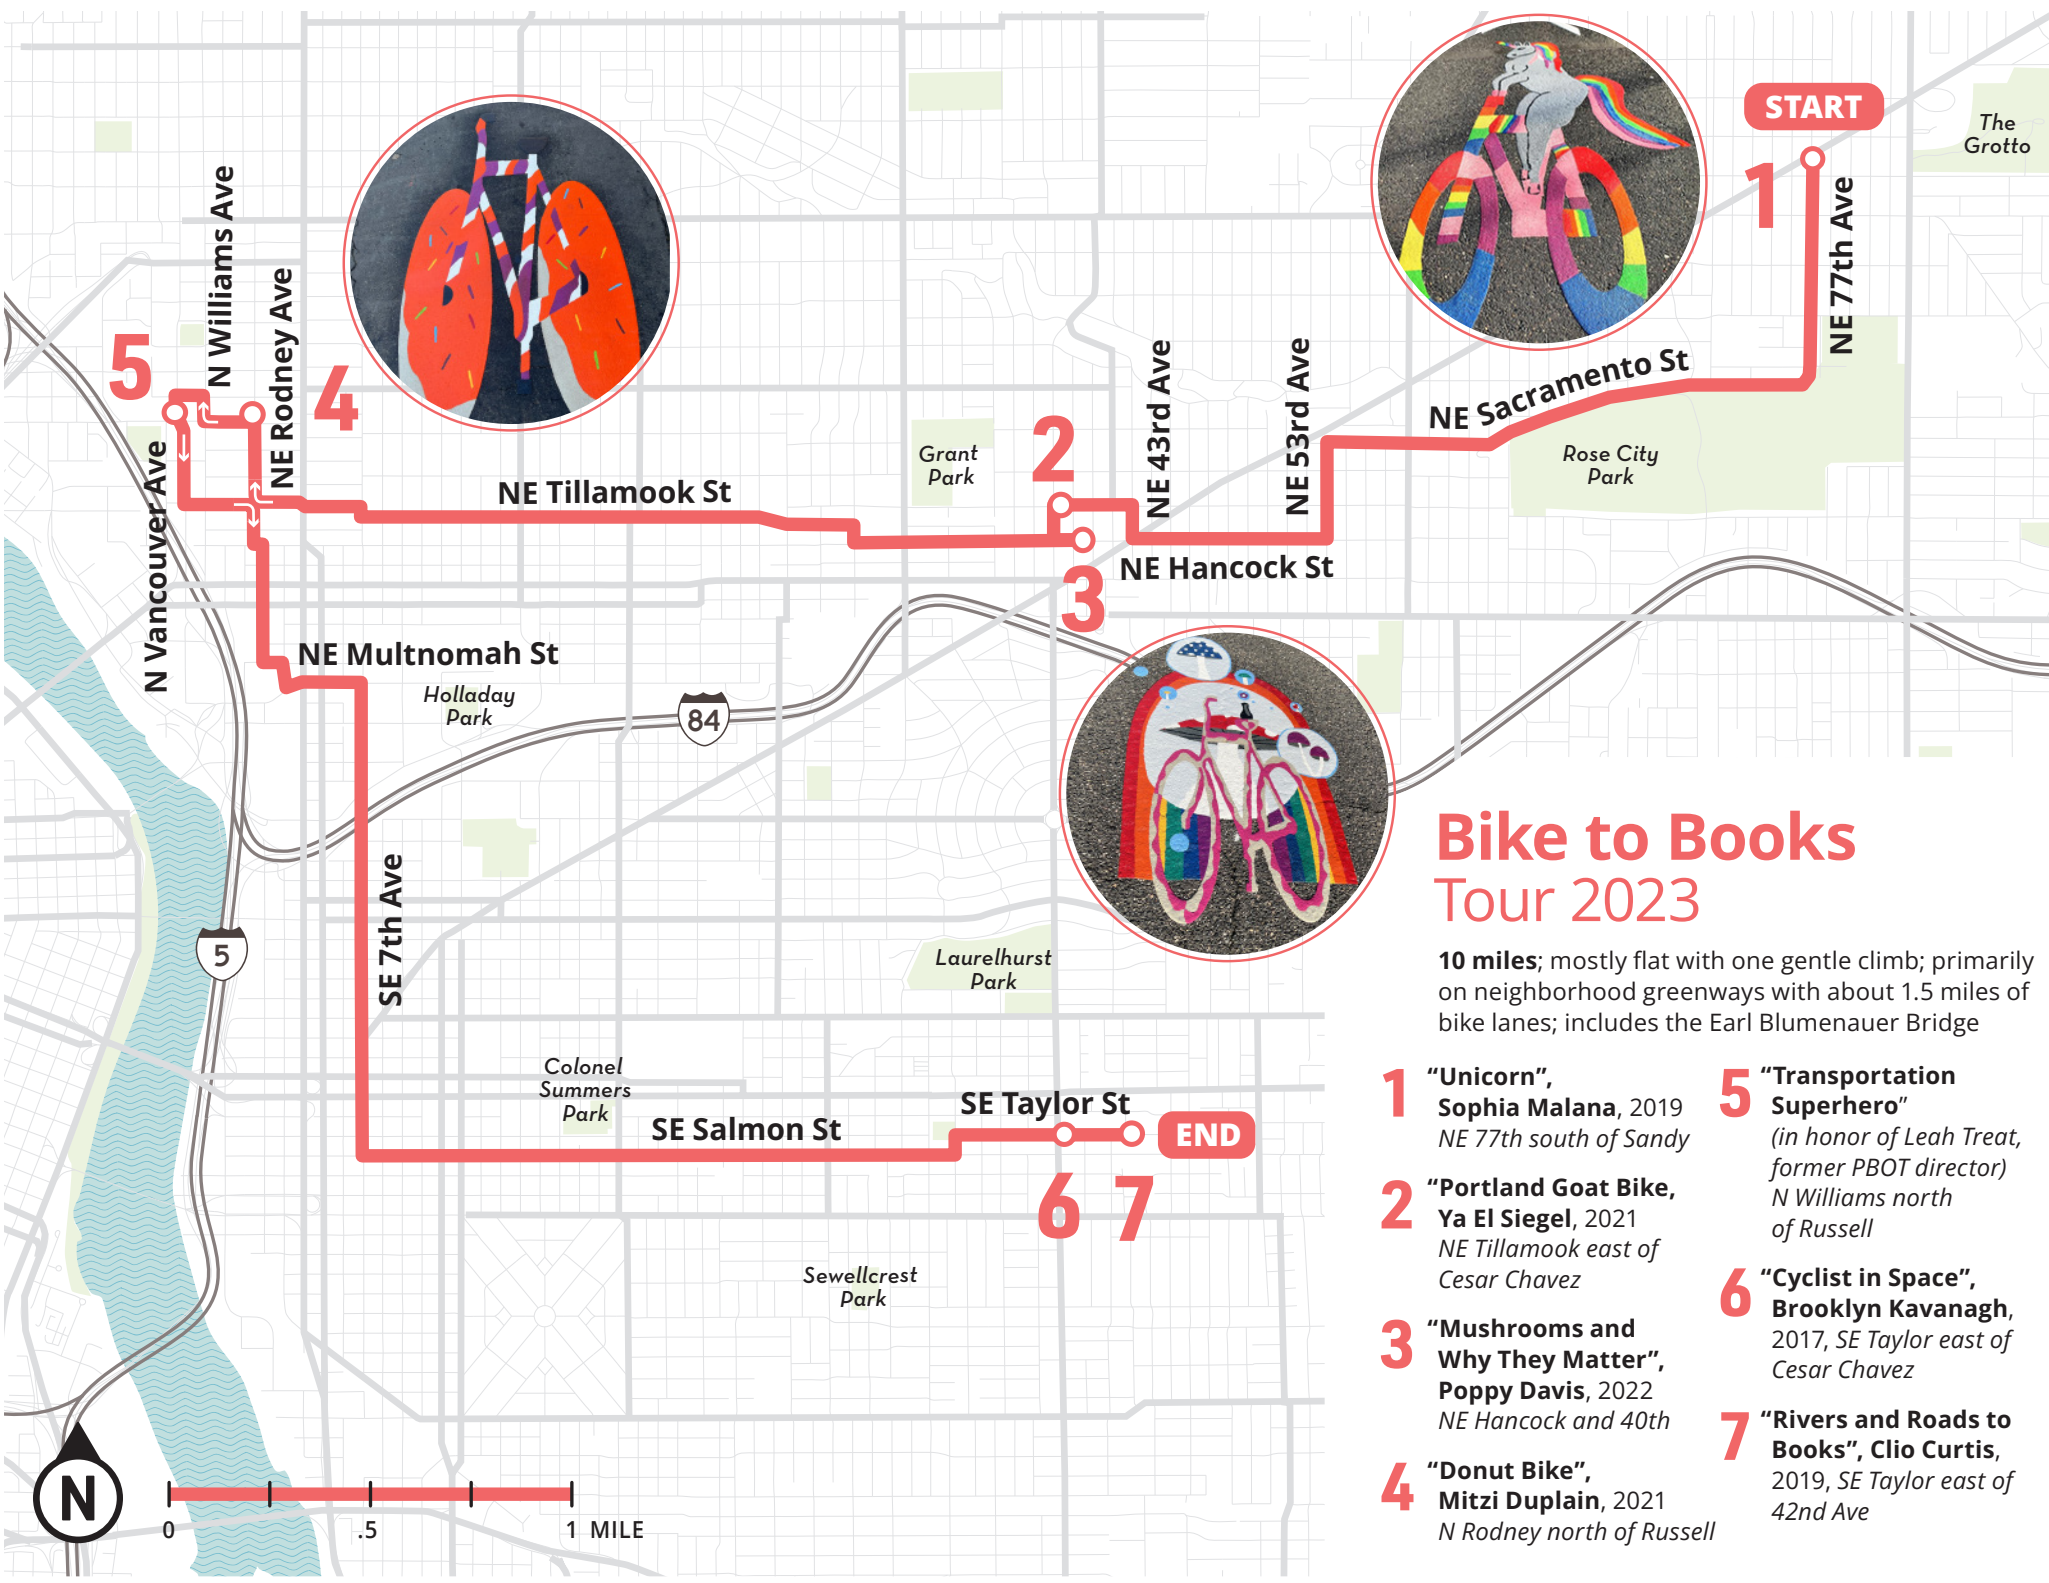 START
The
Grotto
1
NE 77th Ave
N Williams Ave
NE Rodney Ave
5
4
N Vancouver Ave
NE Tillamook St
Grant
Park
2
NE 43rd Ave
NE 53rd Ave
NE Sacramento St
Rose City
Park
NE Hancock St
3
NE Multnomah St
Holladay
Park
84
SE 7th Ave
5
Laurelhurst
Park
Colonel
Summers
Park
SE Salmon St
SE Taylor St
END
6
7
Sewellcrest
Park
N
0
.5
1 MILE
Bike to Books
Tour 2023
10 miles; mostly flat with one gentle climb; primarily
on neighborhood greenways with about 1.5 miles of
bike lanes; includes the Earl Blumenauer Bridge
1
“Unicorn”,
Sophia Malana, 2019
NE 77th south of Sandy
2
“Portland Goat Bike,
Ya El Siegel, 2021
NE Tillamook east of
Cesar Chavez
3
“Mushrooms and
Why They Matter”,
Poppy Davis, 2022
NE Hancock and 40th
4
“Donut Bike”,
Mitzi Duplain, 2021
N Rodney north of Russell
5
“Transportation
Superhero”
(in honor of Leah Treat,
former PBOT director)
N Williams north
of Russell
6
“Cyclist in Space”,
Brooklyn Kavanagh,
2017, SE Taylor east of
Cesar Chavez
7
“Rivers and Roads to
Books”, Clio Curtis,
2019, SE Taylor east of
42nd Ave